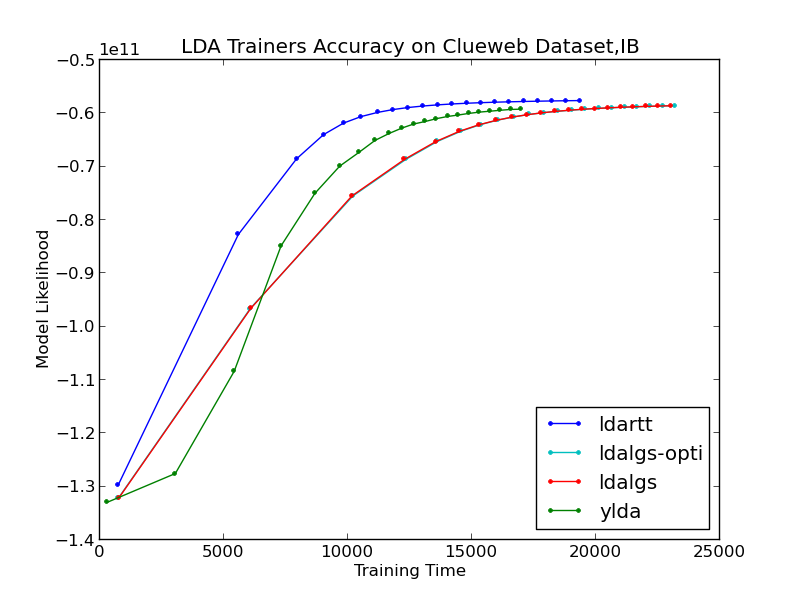 LDA Trainers Accuracy on Clueweb Dataset,IB
1e11
−0.5
−0.6
−0.7
−0.8
−0.9
−1.0
−1.1
−1.2
−1.3
−1.4
Model Likelihood
ldartt
ldalgs-opti
ldalgs
ylda
0 5000 10000 15000 20000 25000
Training Time